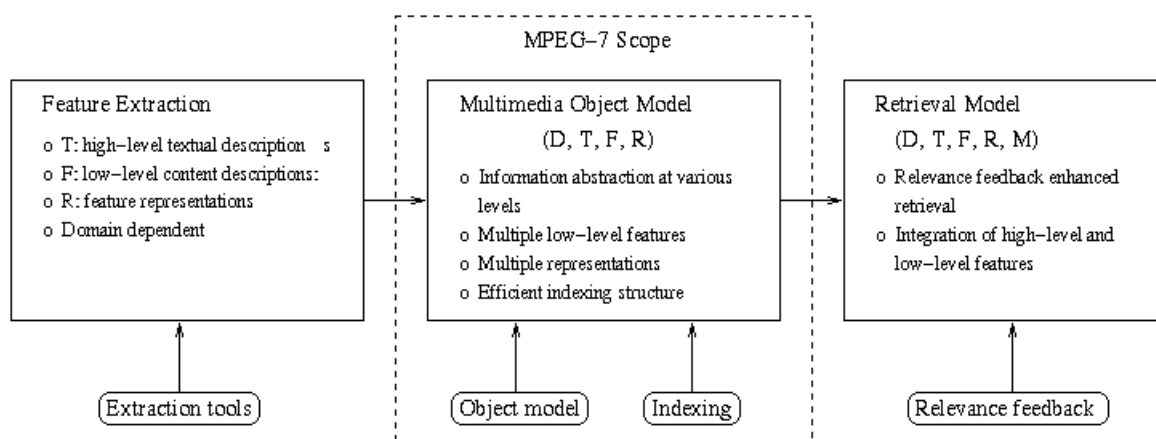 MPEG–7 Scope
Feature Extraction
o T: high–level textual description s
o F: low–level content descriptions:
o R: feature representations
o Domain dependent
Multimedia Object Model
(D, T, F, R)
o Information abstraction at various
levels
o Multiple low–level features
o Multiple representations
o Efficient indexing structure
Retrieval Model
(D, T, F, R, M)
o Relevance feedback enhanced
retrieval
o Integration of high–level and
low–level features
Extraction tools
Object model
Indexing
Relevance feedback